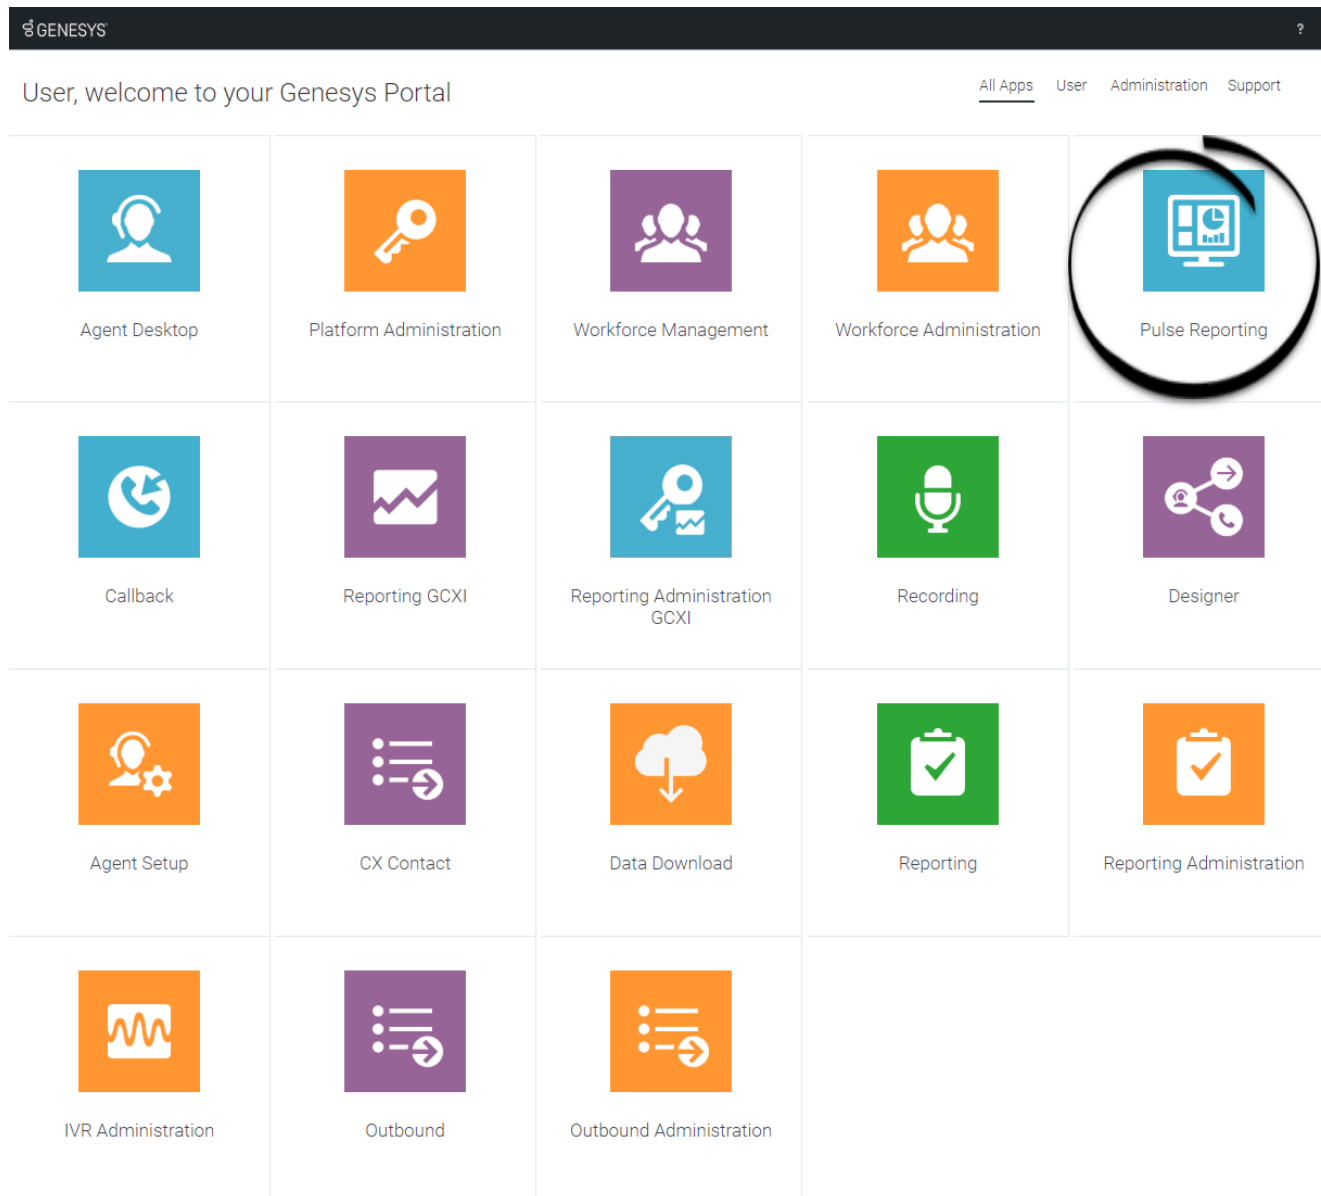 GENESYS
?
User, welcome to your Genesys Portal
All Apps User Administration Support
Agent Desktop
Platform Administration
Workforce Management
Workforce Administration
Pulse Reporting
Callback
Reporting GCXI
Reporting Administration
GCXI
Recording
Designer
Agent Setup
CX Contact
Data Download
Reporting
Reporting Administration
IVR Administration
Outbound
Outbound Administration